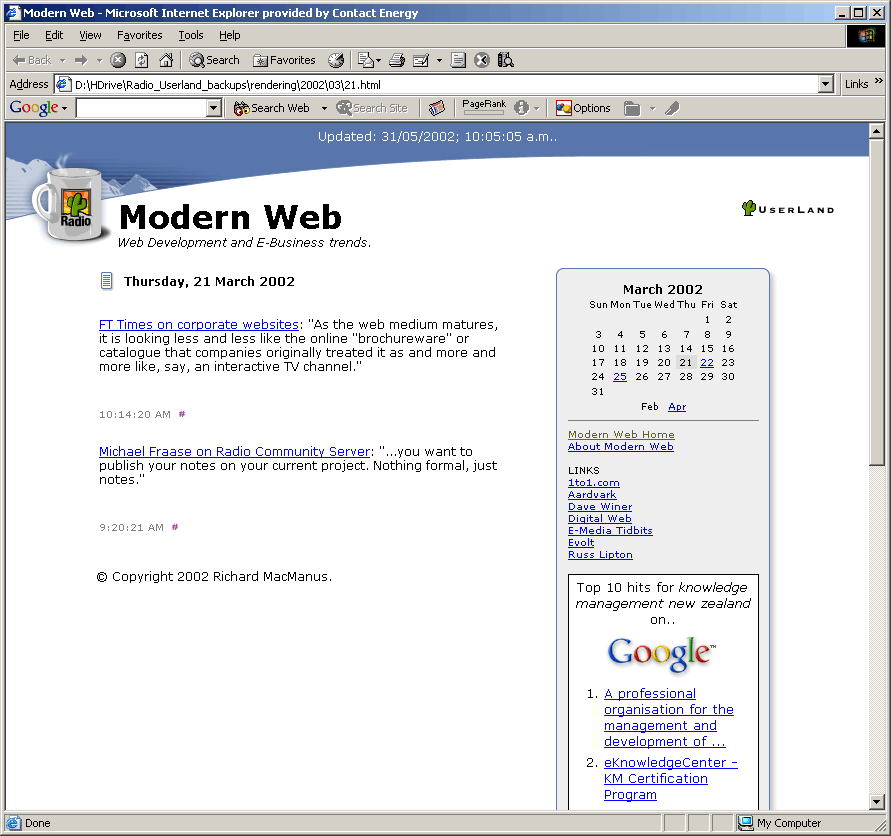 Modern Web - Microsoft Internet Explorer provided by Contact Energy
File Edit View Favorites Tools Help
Back Search Favorites
Address D:\HDrive\Radio_Userland_backups\rendering\2002\03\21.html Links »
Google Search Web Search Site PageRank Options
Updated: 31/05/2002; 10:05:05 a.m..
Radio
Modern Web
Web Development and E-Business trends.
USERLAND
Thursday, 21 March 2002
FT Times on corporate websites: "As the web medium matures,
it is looking less and less like the online "brochureware" or
catalogue that companies originally treated it as and more and
more like, say, an interactive TV channel."
10:14:20 AM #
Michael Fraase on Radio Community Server: "...you want to
publish your notes on your current project. Nothing formal, just
notes."
9:20:21 AM #
© Copyright 2002 Richard MacManus.
March 2002
Sun Mon Tue Wed Thu Fri Sat
1 2
3 4 5 6 7 8 9
10 11 12 13 14 15 16
17 18 19 20 21 22 23
24 25 26 27 28 29 30
31
Feb Apr
Modern Web Home
About Modern Web
LINKS
1to1.com
Aardvark
Dave Winer
Digital Web
E-Media Tidbits
Evolt
Russ Lipton
Top 10 hits for knowledge
management new zealand
on..
Google™
1. A professional
organisation for the
management and
development of ...
2. eKnowledgeCenter -
KM Certification
Program
Done My Computer